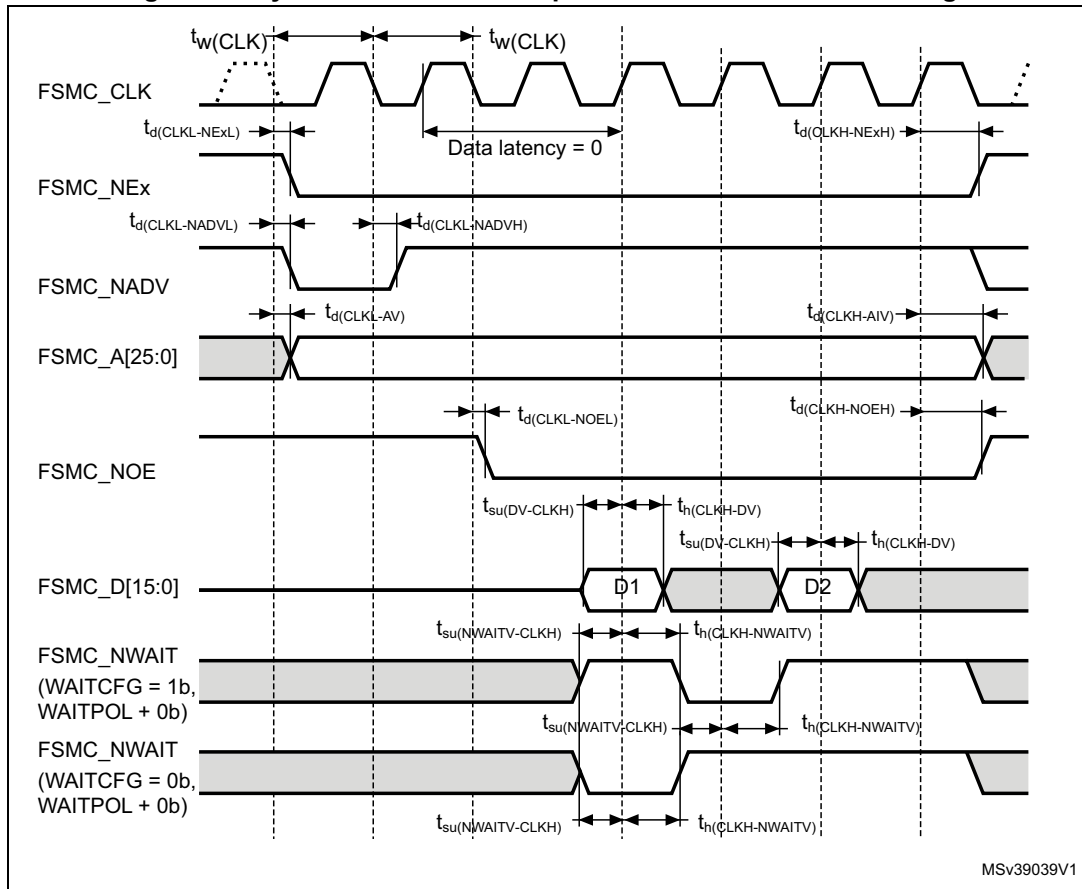 tw(CLK) tw(CLK)
FSMC_CLK
td(CLKL-NExL) Data latency = 0 td(CLKH-NExH)
FSMC_NEx
td(CLKL-NADVL) td(CLKL-NADVH)
FSMC_NADV
td(CLKL-AV) td(CLKH-AIV)
FSMC_A[25:0]
td(CLKL-NOEL) td(CLKH-NOEH)
FSMC_NOE
tsu(DV-CLKH) th(CLKH-DV)
tsu(DV-CLKH) th(CLKH-DV)
FSMC_D[15:0] D1 D2
tsu(NWAITV-CLKH) th(CLKH-NWAITV)
FSMC_NWAIT
(WAITCFG = 1b,
WAITPOL + 0b)
tsu(NWAITV-CLKH) th(CLKH-NWAITV)
FSMC_NWAIT
(WAITCFG = 0b,
WAITPOL + 0b)
tsu(NWAITV-CLKH) th(CLKH-NWAITV)
MSv39039V1